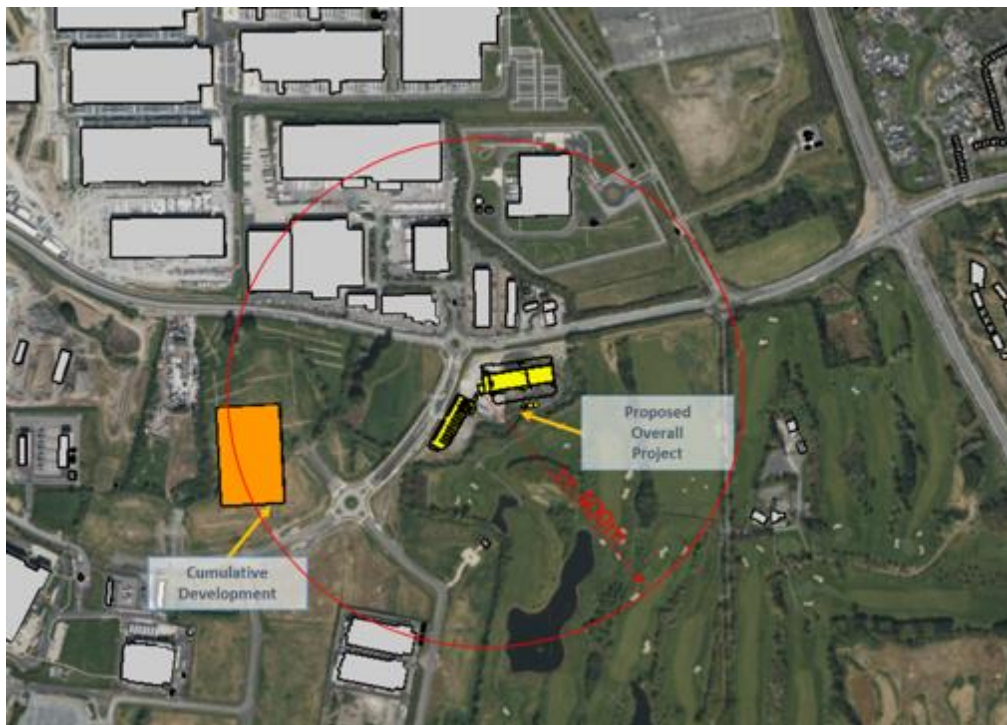 Proposed
Overall
Project
Cumulative
Development